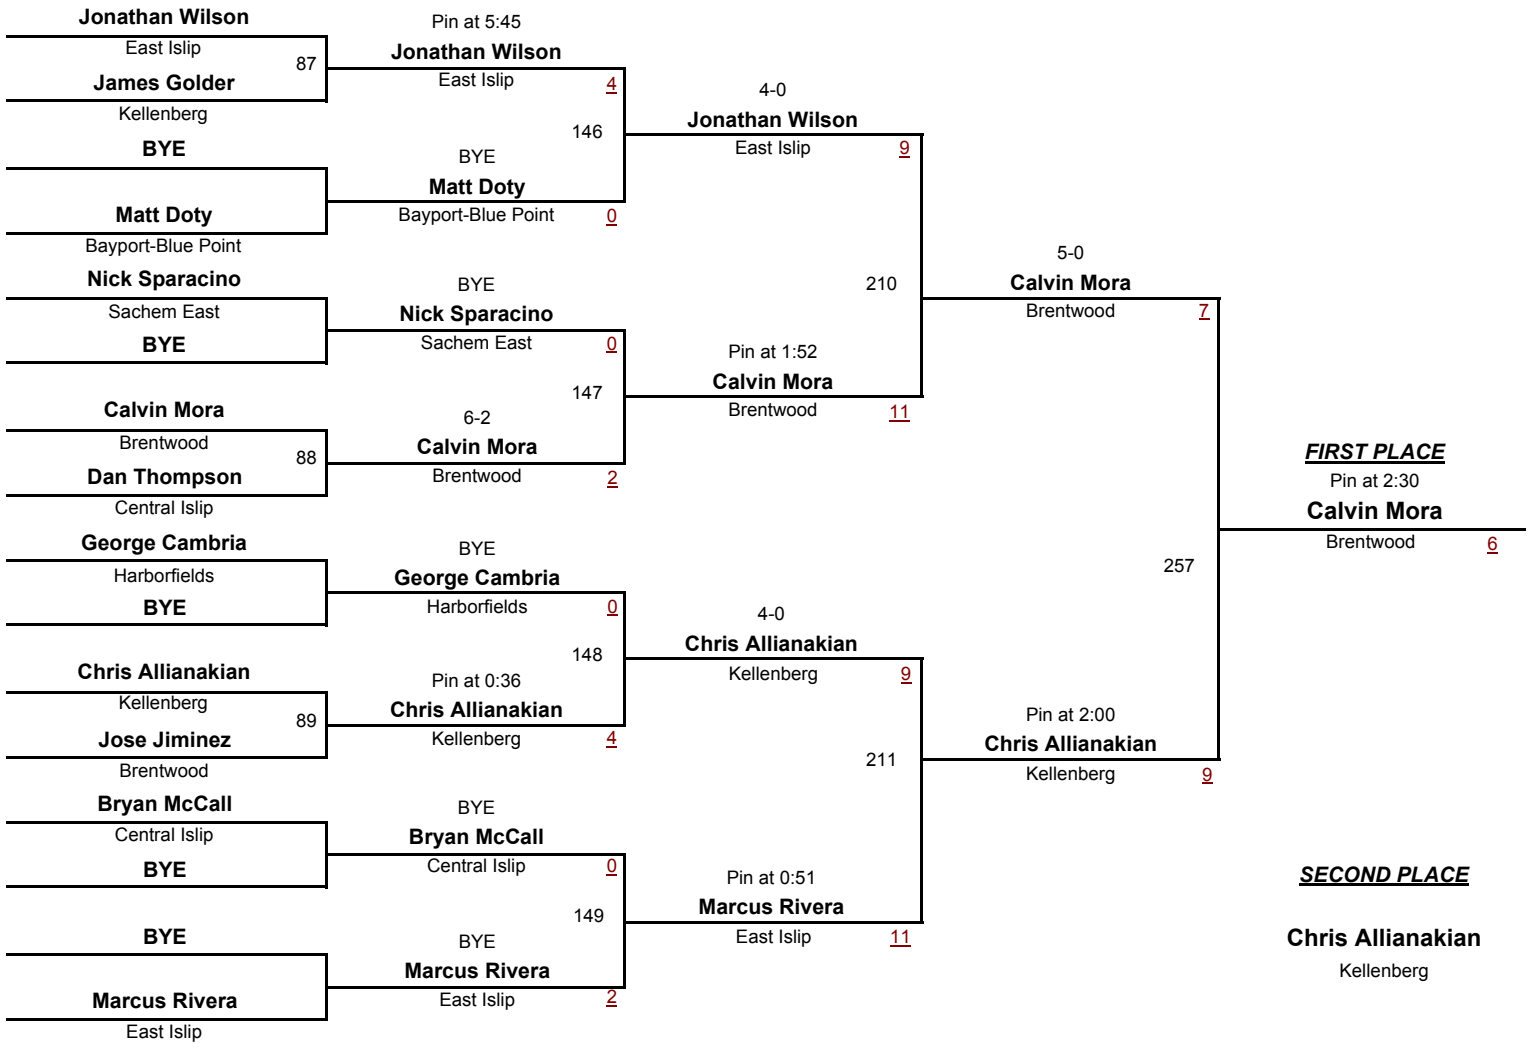 Jonathan Wilson
East Islip
87
James Golder
Kellenberg
BYE
Matt Doty
Bayport-Blue Point
Nick Sparacino
Sachem East
BYE
Calvin Mora
Brentwood
88
Dan Thompson
Central Islip
George Cambria
Harborfields
BYE
Chris Allianakian
Kellenberg
89
Jose Jiminez
Brentwood
Bryan McCall
Central Islip
BYE
BYE
Marcus Rivera
East Islip
Pin at 5:45
Jonathan Wilson
East Islip
4
146
BYE
Matt Doty
Bayport-Blue Point
0
BYE
Nick Sparacino
Sachem East
0
147
6-2
Calvin Mora
Brentwood
2
BYE
George Cambria
Harborfields
0
148
Pin at 0:36
Chris Allianakian
Kellenberg
4
BYE
Bryan McCall
Central Islip
0
149
BYE
Marcus Rivera
East Islip
2
4-0
Jonathan Wilson
East Islip
9
210
Pin at 1:52
Calvin Mora
Brentwood
11
4-0
Chris Allianakian
Kellenberg
9
211
Pin at 0:51
Marcus Rivera
East Islip
11
5-0
Calvin Mora
Brentwood
7
257
Pin at 2:00
Chris Allianakian
Kellenberg
9
FIRST PLACE
Pin at 2:30
Calvin Mora
Brentwood
6
SECOND PLACE
Chris Allianakian
Kellenberg